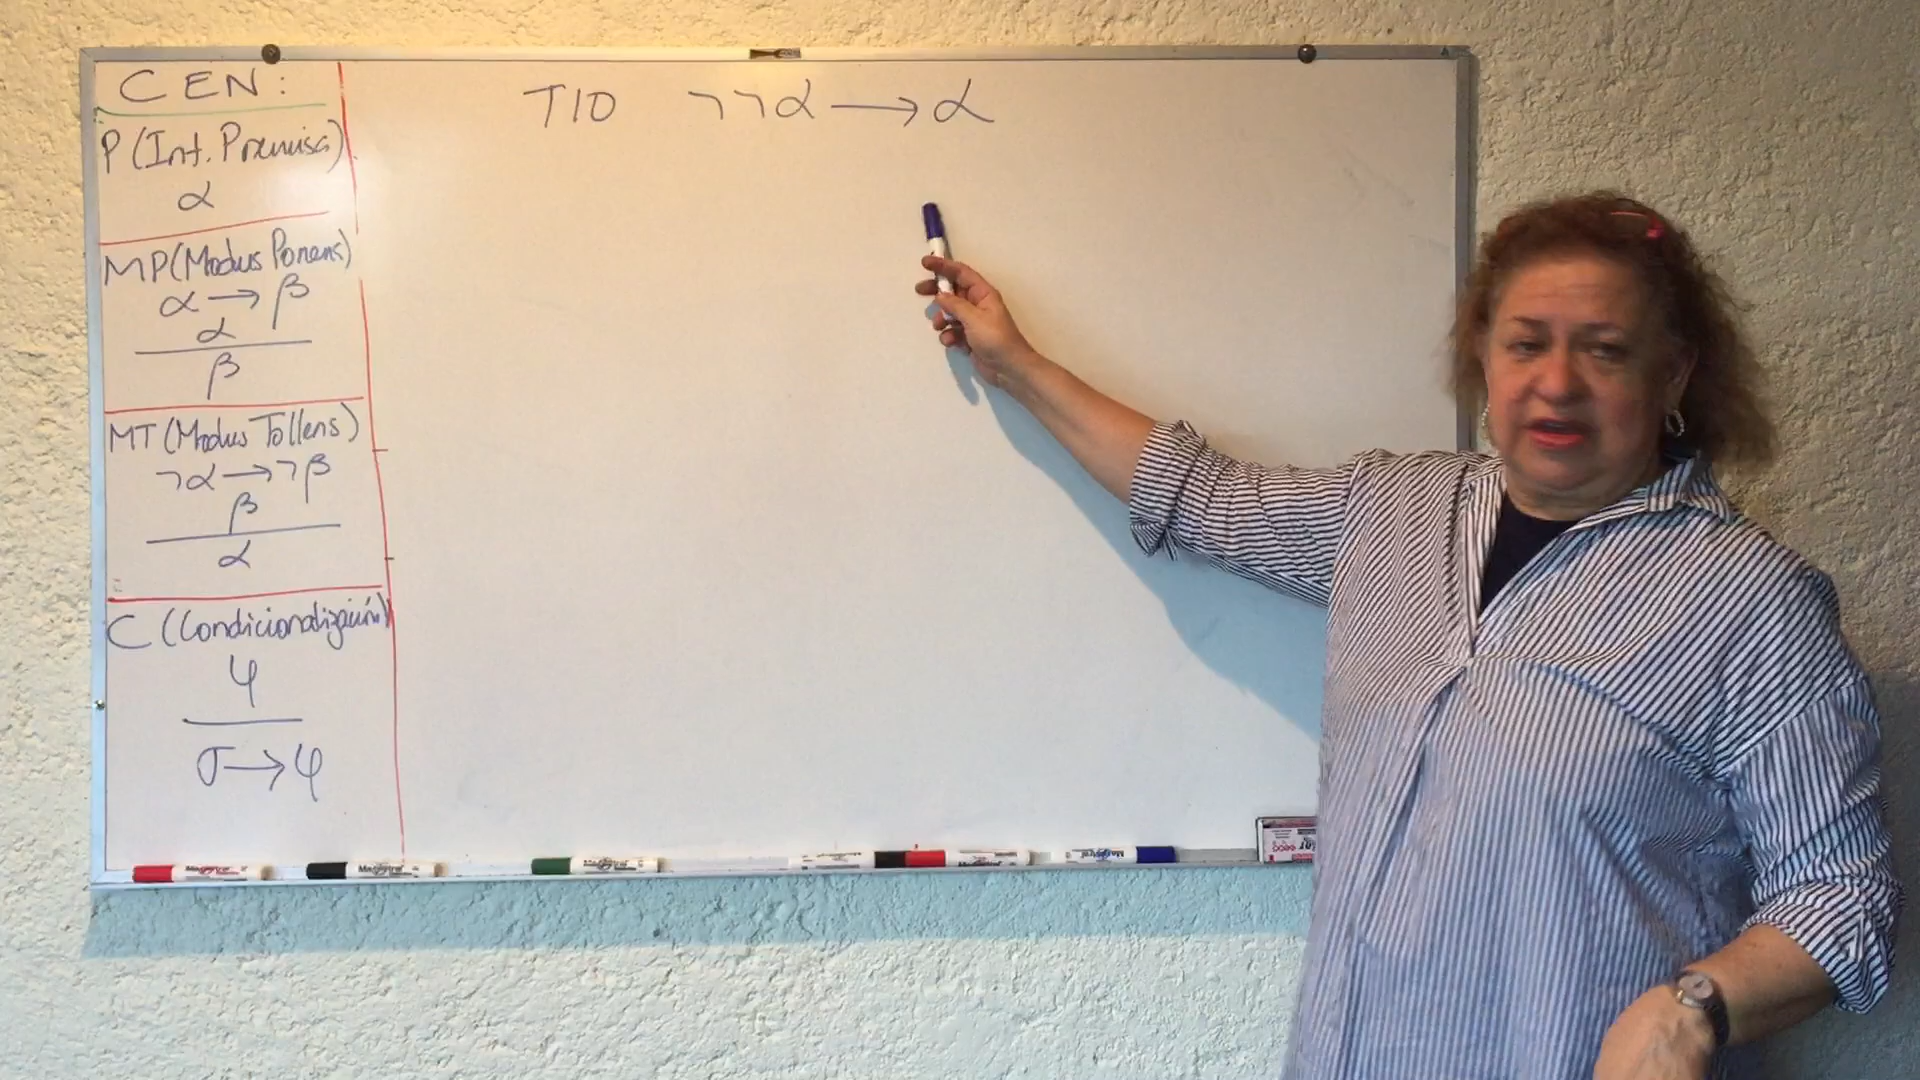 CEN:
P (Int. Premisa)
α
MP (Modus Ponens)
α → β
α
β
MT (Modus Tollens)
¬α → ¬β
β
α
C (Condicionalización)
φ
σ → φ
T10 ¬¬α → α